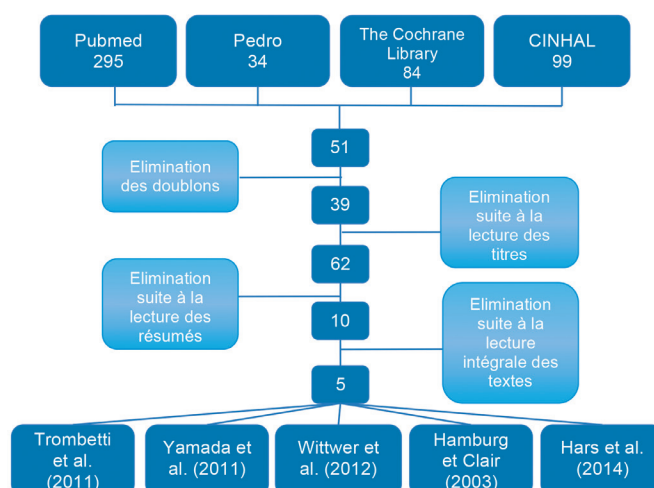 Pubmed
295
Pedro
34
The Cochrane
Library
84
CINHAL
99
51
Elimination
des doublons
39
Elimination
suite à la
lecture des
titres
62
Elimination
suite à la
lecture des
résumés
10
Elimination
suite à la
lecture
intégrale des
textes
5
Trombetti
et al.
(2011)
Yamada et
al. (2011)
Wittwer et
al. (2012)
Hamburg
et Clair
(2003)
Hars et al.
(2014)